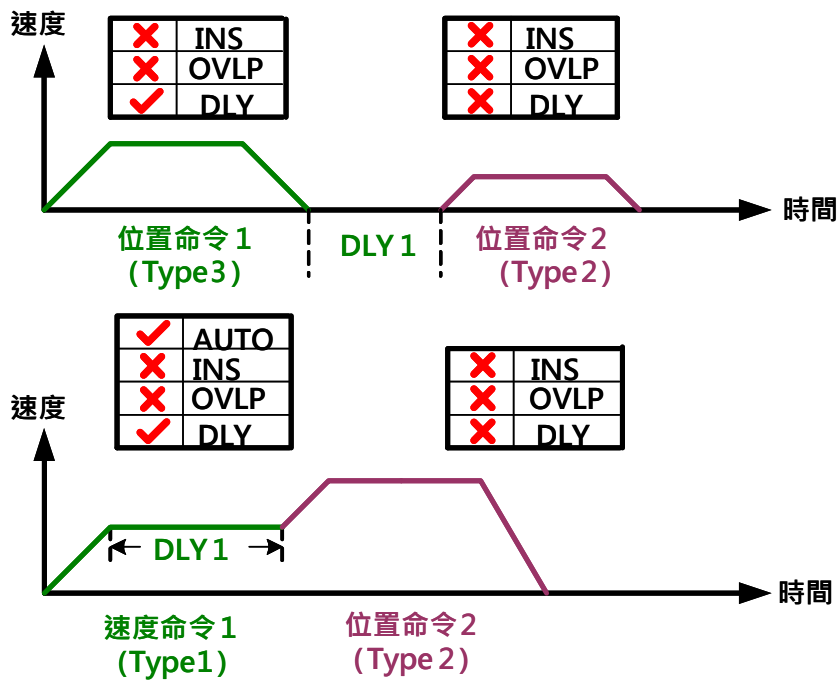 速度
INS
OVLP
DLY
INS
OVLP
DLY
時間
位置命令1
(Type3)
DLY 1
位置命令2
(Type2)
AUTO
INS
OVLP
DLY
INS
OVLP
DLY
速度
DLY 1
時間
速度命令1
(Type1)
位置命令2
(Type2)